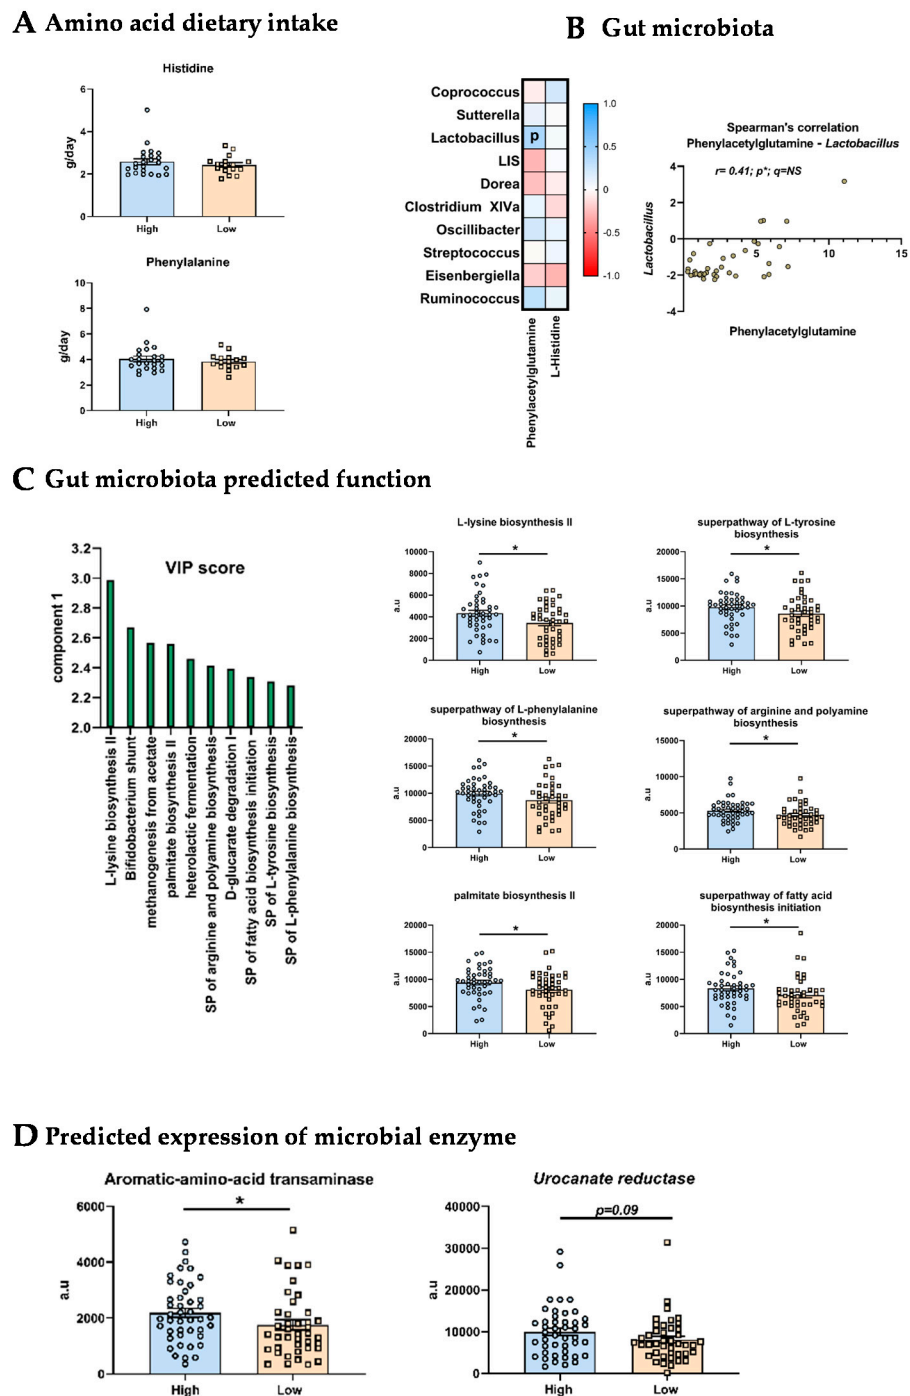 A Amino acid dietary intake
Histidine
g/day
6
4
2
0
High
Low
Phenylalanine
g/day
10
8
6
4
2
0
High
Low
B Gut microbiota
Coprococcus
Sutterella
Lactobacillus
LIS
Dorea
Clostridium XIVa
Oscillibacter
Streptococcus
Eisenbergiella
Ruminococcus
p
Phenylacetylglutamine
L-Histidine
1.0
0.5
0
-0.5
-1.0
Spearman's correlation
Phenylacetylglutamine - Lactobacillus
r= 0.41; p*; q=NS
Lactobacillus
4
2
0
-2
-4
5
10
15
Phenylacetylglutamine
C Gut microbiota predicted function
VIP score
component 1
3.2
3.0
2.8
2.6
2.4
2.2
2.0
L-lysine biosynthesis II
Bifidobacterium shunt
methanogenesis from acetate
palmitate biosynthesis II
heterolactic fermentation
SP of arginine and polyamine biosynthesis
D-glucarate degradation I
SP of fatty acid biosynthesis initiation
SP of L-tyrosine biosynthesis
SP of L-phenylalanine biosynthesis
L-lysine biosynthesis II
*
a.u
10000
8000
6000
4000
2000
0
High
Low
superpathway of L-tyrosine
biosynthesis
*
a.u
20000
15000
10000
5000
0
High
Low
superpathway of L-phenylalanine
biosynthesis
*
a.u
20000
15000
10000
5000
0
High
Low
superpathway of arginine and polyamine
biosynthesis
*
a.u
15000
10000
5000
0
High
Low
palmitate biosynthesis II
*
a.u
20000
15000
10000
5000
0
High
Low
superpathway of fatty acid
biosynthesis initiation
*
a.u
20000
15000
10000
5000
0
High
Low
D Predicted expression of microbial enzyme
Aromatic-amino-acid transaminase
*
a.u
6000
4000
2000
0
High
Low
Urocanate reductase
p=0.09
a.u
40000
30000
20000
10000
0
High
Low